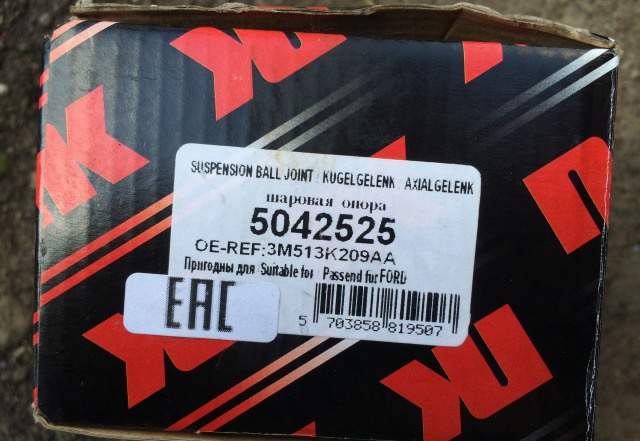 SUSPENSION BALL JOINT / KUGELGELENK / AXIALGELENK
шаровая опора
5042525
OE-REF:3M513K209AA
Пригодны для Suitable for Passend fur FORD
EAC
5 703858 819507